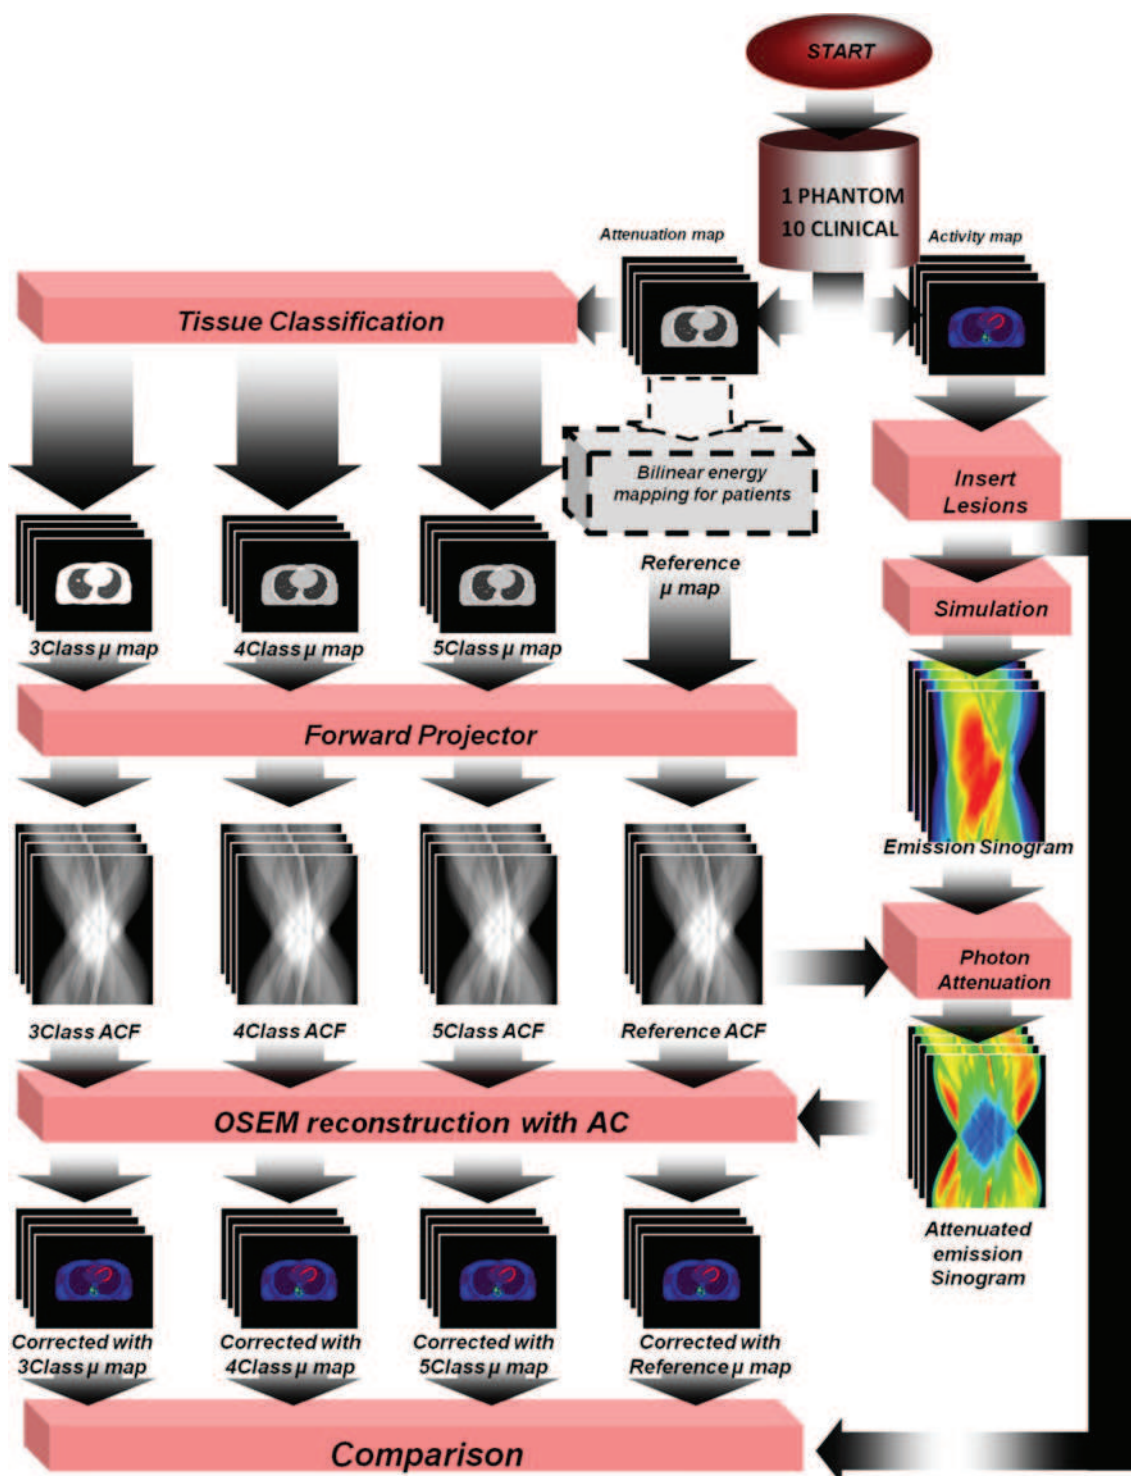 START
1 PHANTOM
10 CLINICAL
Attenuation map
Activity map
Tissue Classification
Bilinear energy
mapping for patients
Insert
Lesions
Reference
μ map
Simulation
3Class μ map
4Class μ map
5Class μ map
Forward Projector
Emission Sinogram
Photon
Attenuation
3Class ACF
4Class ACF
5Class ACF
Reference ACF
OSEM reconstruction with AC
Attenuated
emission
Sinogram
Corrected with
3Class μ map
Corrected with
4Class μ map
Corrected with
5Class μ map
Corrected with
Reference μ map
Comparison